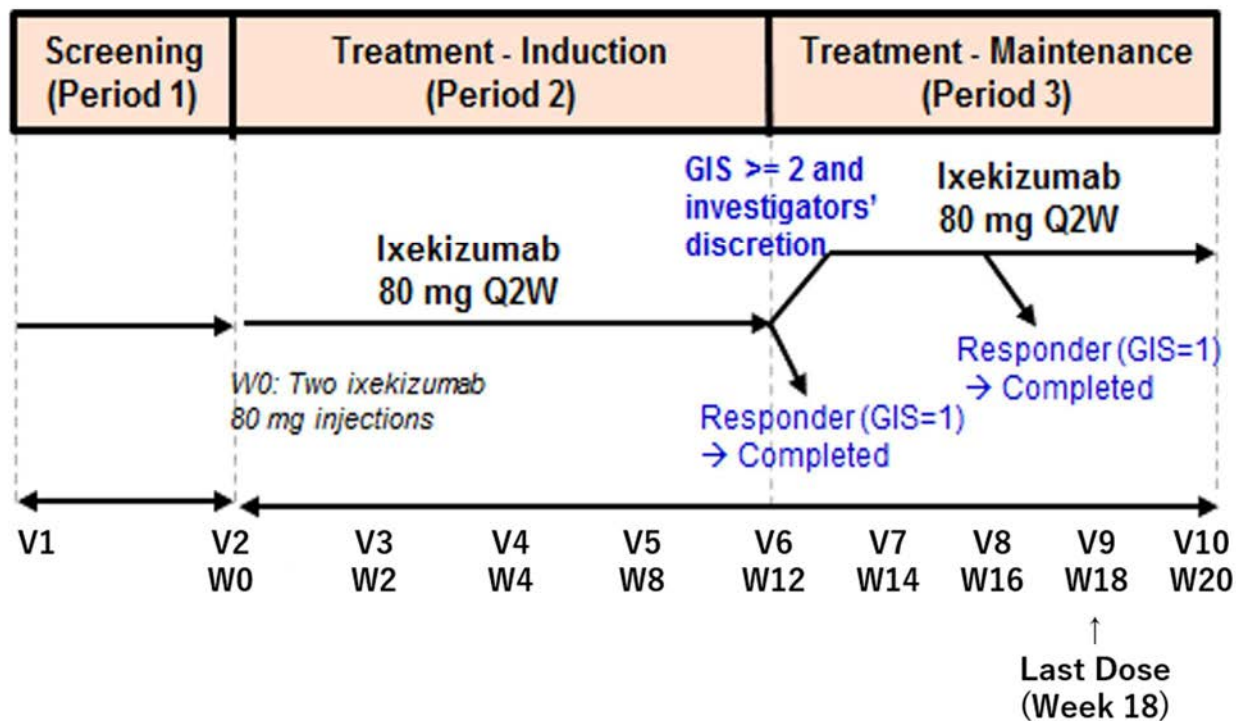 Screening
(Period 1)
Treatment - Induction
(Period 2)
Treatment - Maintenance
(Period 3)
GIS >= 2 and
investigators'
discretion
Ixekizumab
80 mg Q2W
Ixekizumab
80 mg Q2W
W0: Two ixekizumab
80 mg injections
Responder (GIS=1)
→ Completed
Responder (GIS=1)
→ Completed
V1 V2 V3 V4 V5 V6 V7 V8 V9 V10
W0 W2 W4 W8 W12 W14 W16 W18 W20
↑
Last Dose
(Week 18)